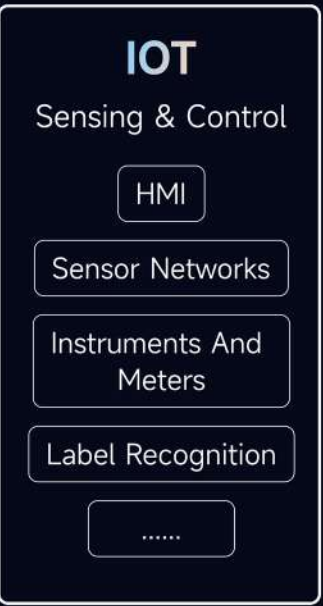 IOT
Sensing & Control
HMI
Sensor Networks
Instruments And
Meters
Label Recognition
......